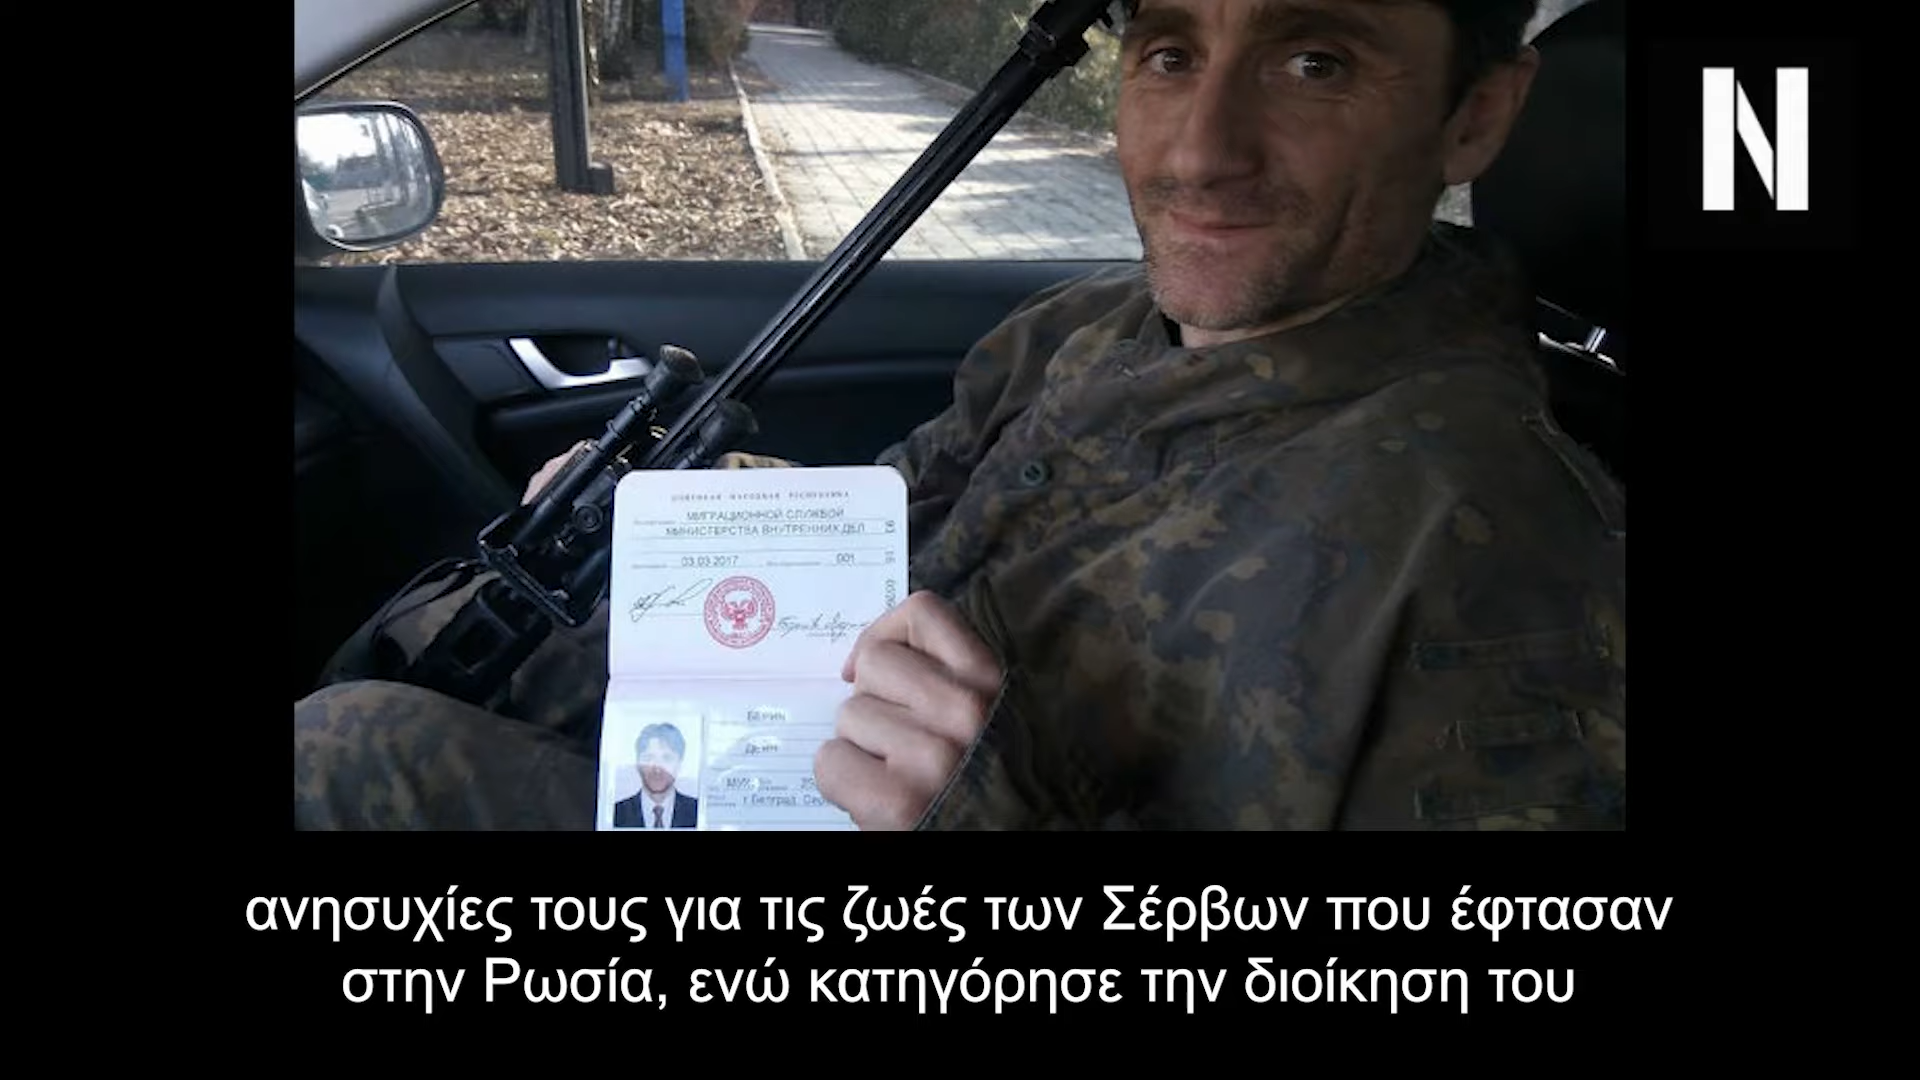 N
МИГРАЦИОННОЙ СЛУЖБОЙ
МИНИСТЕРСТВА ВНУТРЕННИХ ДЕЛ
03.03.2017 001
ανησυχίες τους για τις ζωές των Σέρβων που έφτασαν
στην Ρωσία, ενώ κατηγόρησε την διοίκηση του